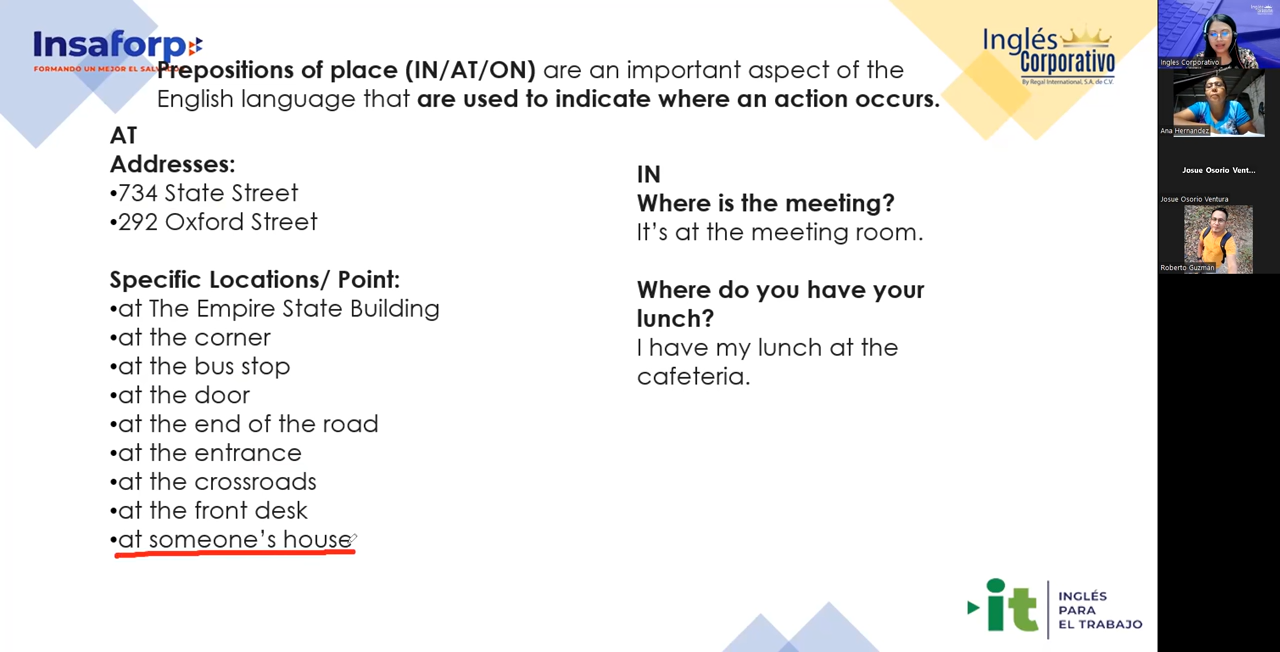 Insaforp
FORMANDO UN MEJOR EL SALVADOR
Prepositions of place (IN/AT/ON) are an important aspect of the
English language that are used to indicate where an action occurs.
Inglés
Corporativo
By Regal International, S.A. de C.V.
AT
Addresses:
•734 State Street
•292 Oxford Street
Specific Locations/ Point:
•at The Empire State Building
•at the corner
•at the bus stop
•at the door
•at the end of the road
•at the entrance
•at the crossroads
•at the front desk
•at someone’s house
IN
Where is the meeting?
It’s at the meeting room.
Where do you have your
lunch?
I have my lunch at the
cafeteria.
it
INGLÉS
PARA
EL TRABAJO
Ingles Corporativo
Ana Hernandez
Josue Osorio Vent...
Josue Osorio Ventura
Roberto Guzmán